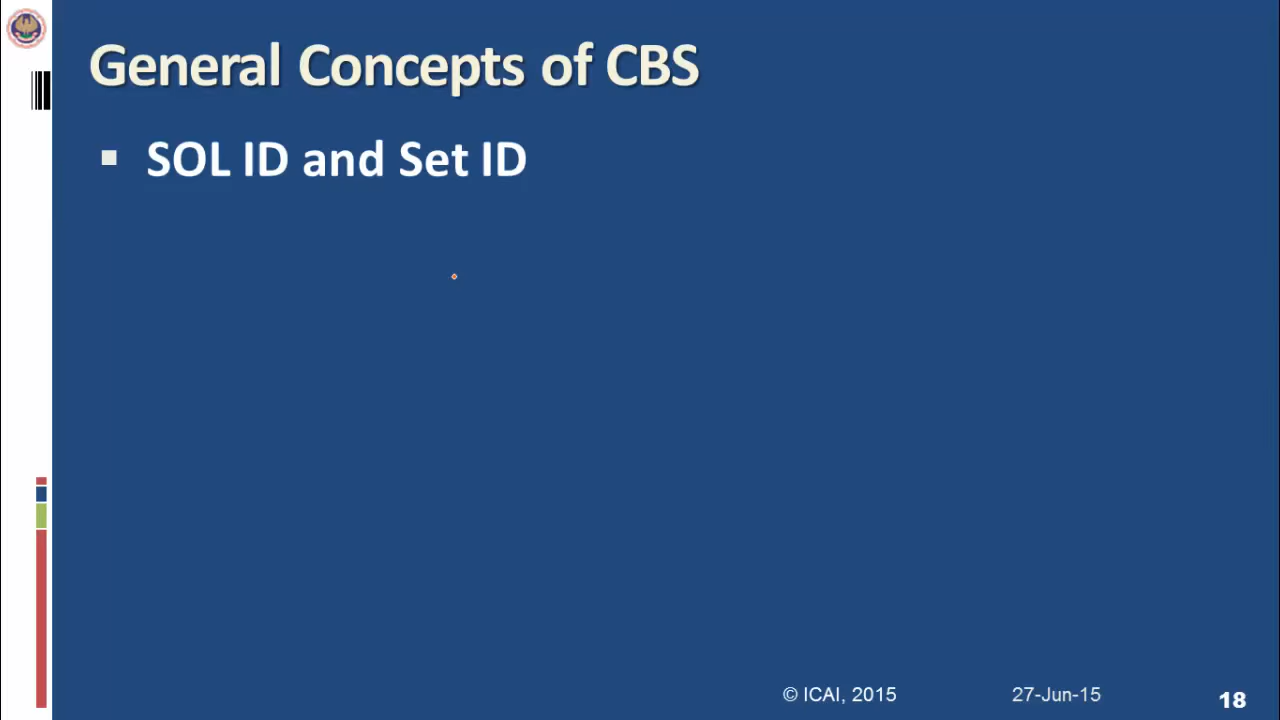 General Concepts of CBS
SOL ID and Set ID
© ICAI, 2015
27-Jun-15
18